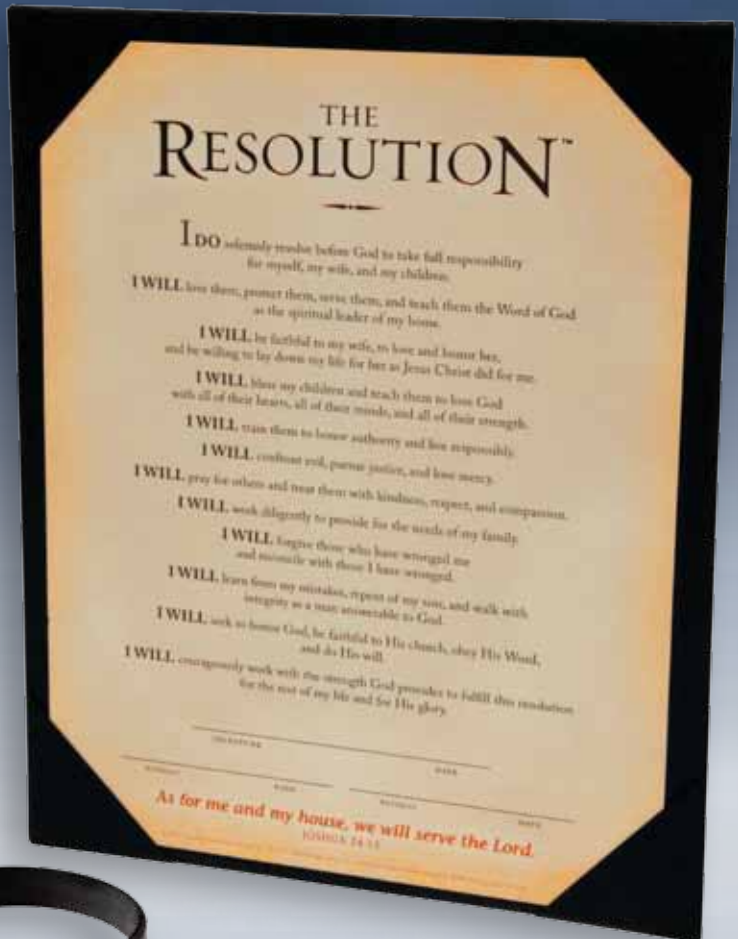 THE
RESOLUTION™
I DO solemnly resolve before God to take full responsibility
for myself, my wife, and my children.
I WILL love them, protect them, serve them, and teach them the Word of God
as the spiritual leader of my home.
I WILL be faithful to my wife, to love and honor her,
and be willing to lay down my life for her as Jesus Christ did for me.
I WILL bless my children and teach them to love God
with all of their hearts, all of their minds, and all of their strength.
I WILL train them to honor authority and live responsibly.
I WILL confront evil, pursue justice, and love mercy.
I WILL pray for others and treat them with kindness, respect, and compassion.
I WILL work diligently to provide for the needs of my family.
I WILL forgive those who have wronged me
and reconcile with those I have wronged.
I WILL learn from my mistakes, repent of my sins, and walk with
integrity as a man answerable to God.
I WILL seek to honor God, be faithful to His church, obey His Word,
and do His will.
I WILL courageously work with the strength God provides to fulfill this resolution
for the rest of my life and for His glory.
SIGNATURE DATE
WITNESS DATE WITNESS DATE
As for me and my house, we will serve the Lord.
JOSHUA 24:15